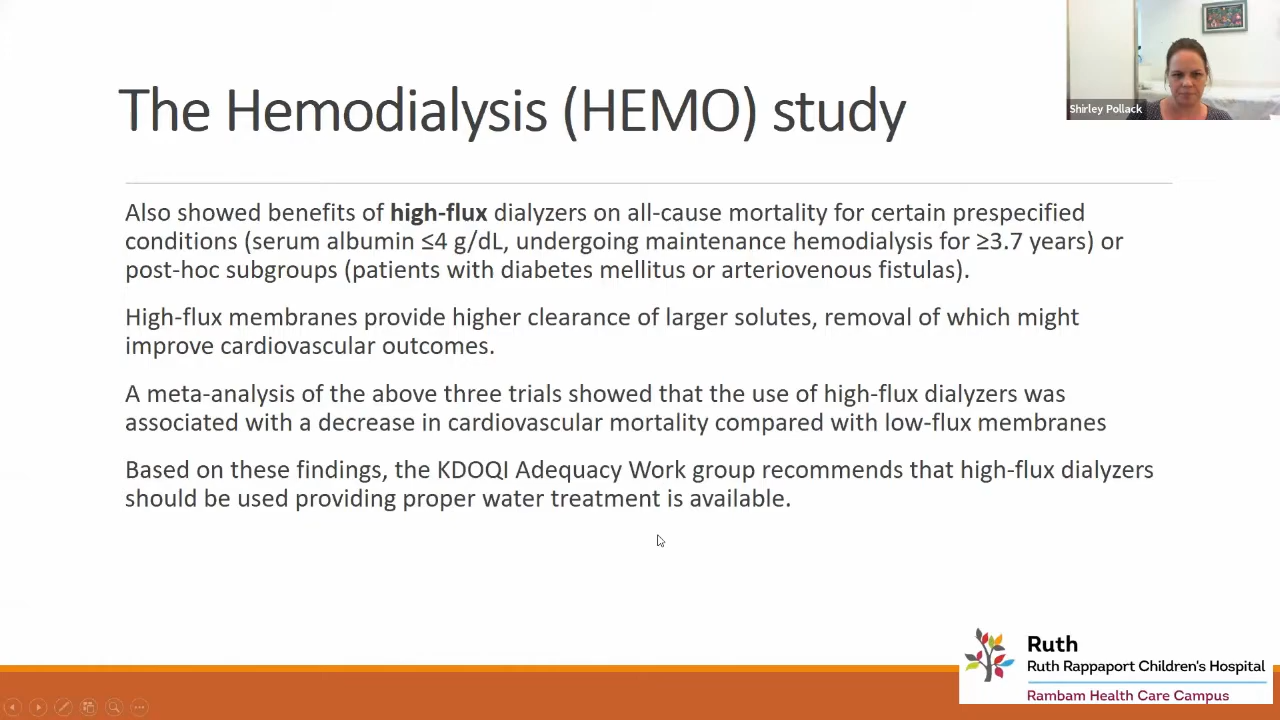 The Hemodialysis (HEMO) study
Shirley Pollack
Also showed benefits of high-flux dialyzers on all-cause mortality for certain prespecified
conditions (serum albumin ≤4 g/dL, undergoing maintenance hemodialysis for ≥3.7 years) or
post-hoc subgroups (patients with diabetes mellitus or arteriovenous fistulas).
High-flux membranes provide higher clearance of larger solutes, removal of which might
improve cardiovascular outcomes.
A meta-analysis of the above three trials showed that the use of high-flux dialyzers was
associated with a decrease in cardiovascular mortality compared with low-flux membranes
Based on these findings, the KDOQI Adequacy Work group recommends that high-flux dialyzers
should be used providing proper water treatment is available.
Ruth
Ruth Rappaport Children's Hospital
Rambam Health Care Campus